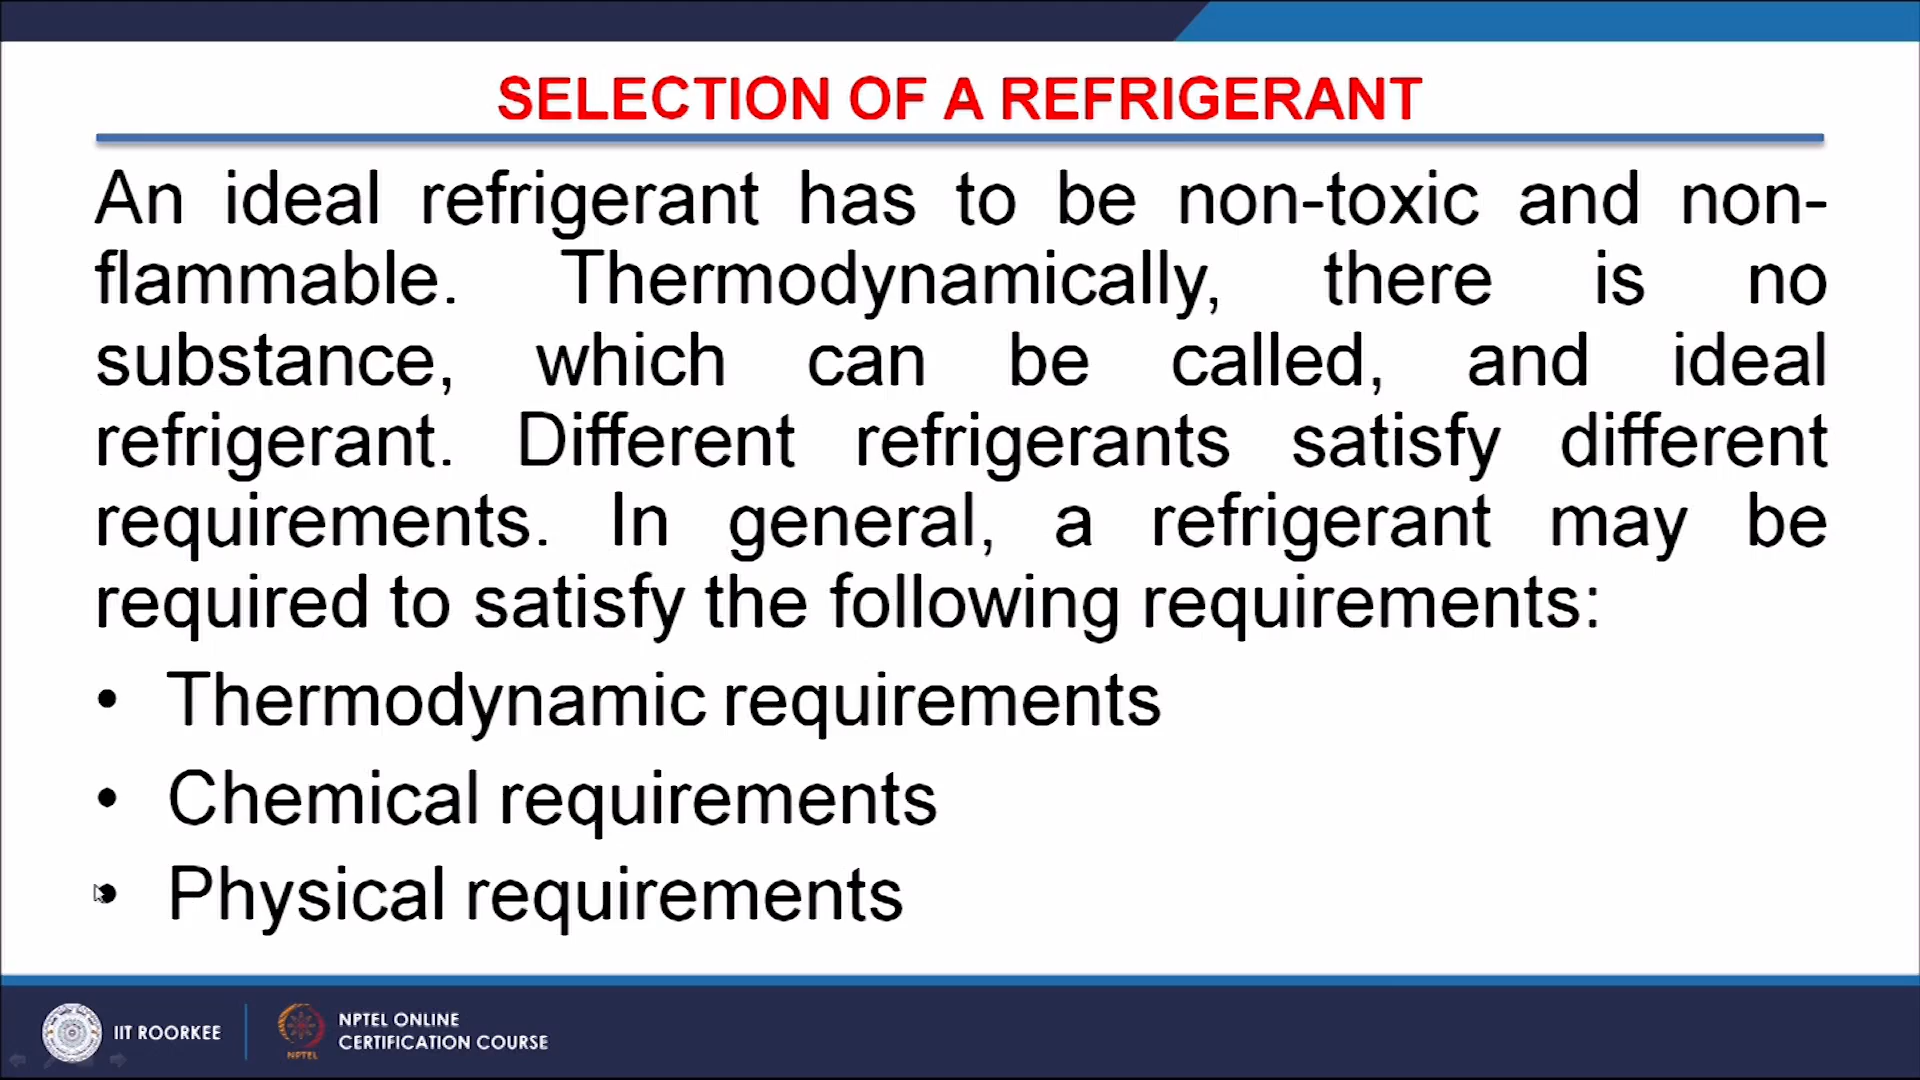 SELECTION OF A REFRIGERANT
An ideal refrigerant has to be non-toxic and non-
flammable. Thermodynamically, there is no
substance, which can be called, and ideal
refrigerant. Different refrigerants satisfy different
requirements. In general, a refrigerant may be
required to satisfy the following requirements:
• Thermodynamic requirements
• Chemical requirements
• Physical requirements
IIT ROORKEE
NPTEL
NPTEL ONLINE
CERTIFICATION COURSE